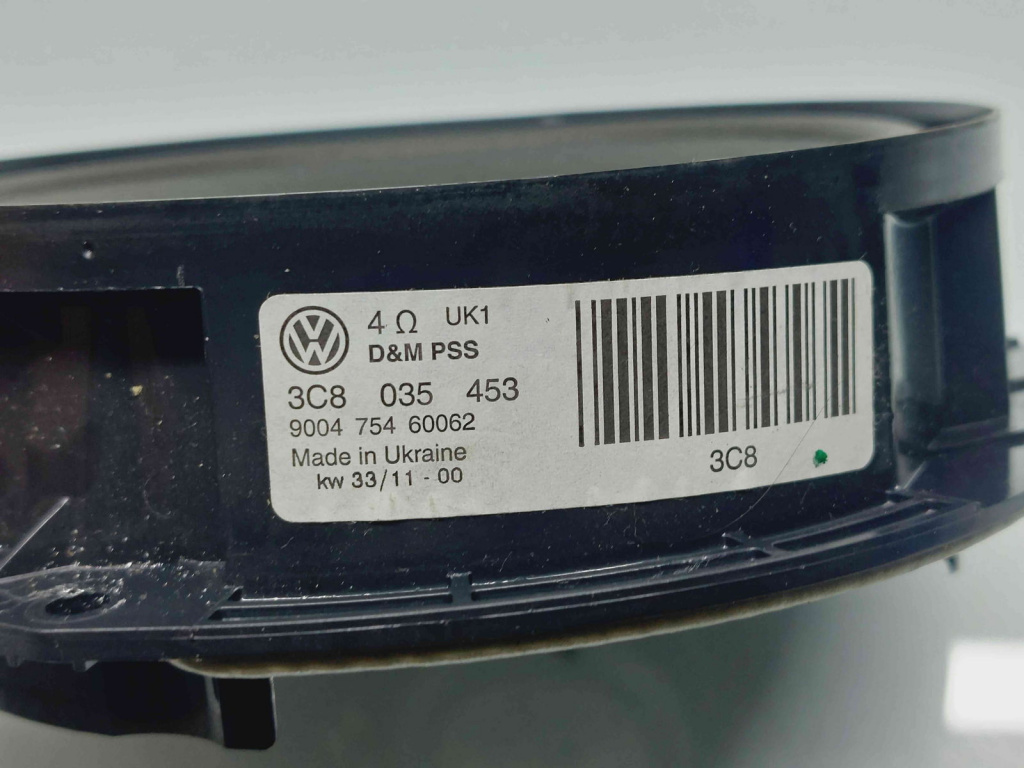 4 Ω UK1
D&M PSS
3C8 035 453
9004 754 60062
Made in Ukraine
kw 33/11 - 00
3C8